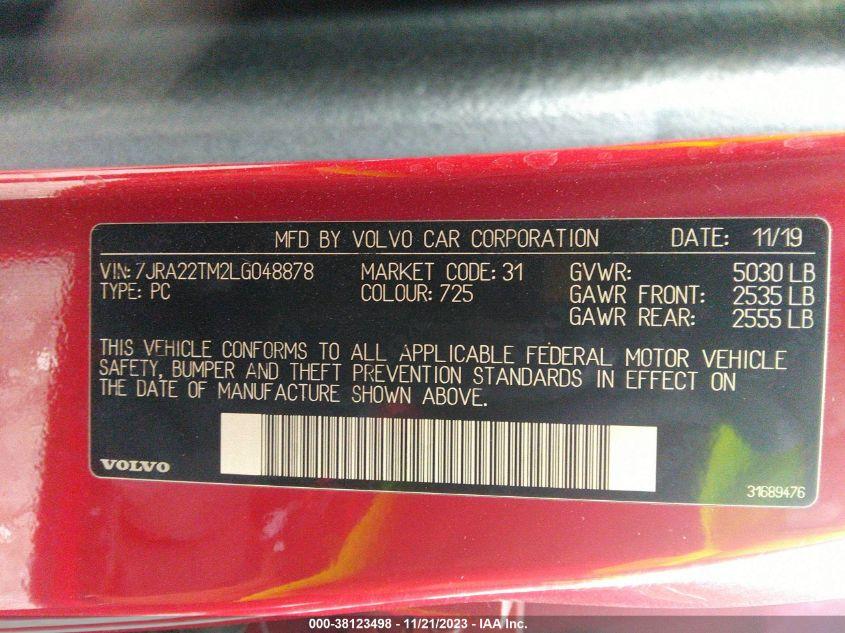 MFD BY VOLVO CAR CORPORATION DATE: 11/19
VIN: 7JRA22TM2LG048878 MARKET CODE: 31 GVWR: 5030 LB
TYPE: PC COLOUR: 725 GAWR FRONT: 2535 LB
GAWR REAR: 2555 LB
THIS VEHICLE CONFORMS TO ALL APPLICABLE FEDERAL MOTOR VEHICLE
SAFETY, BUMPER AND THEFT PREVENTION STANDARDS IN EFFECT ON
THE DATE OF MANUFACTURE SHOWN ABOVE.
VOLVO
31689476
000-38123498 - 11/21/2023 - IAA Inc.